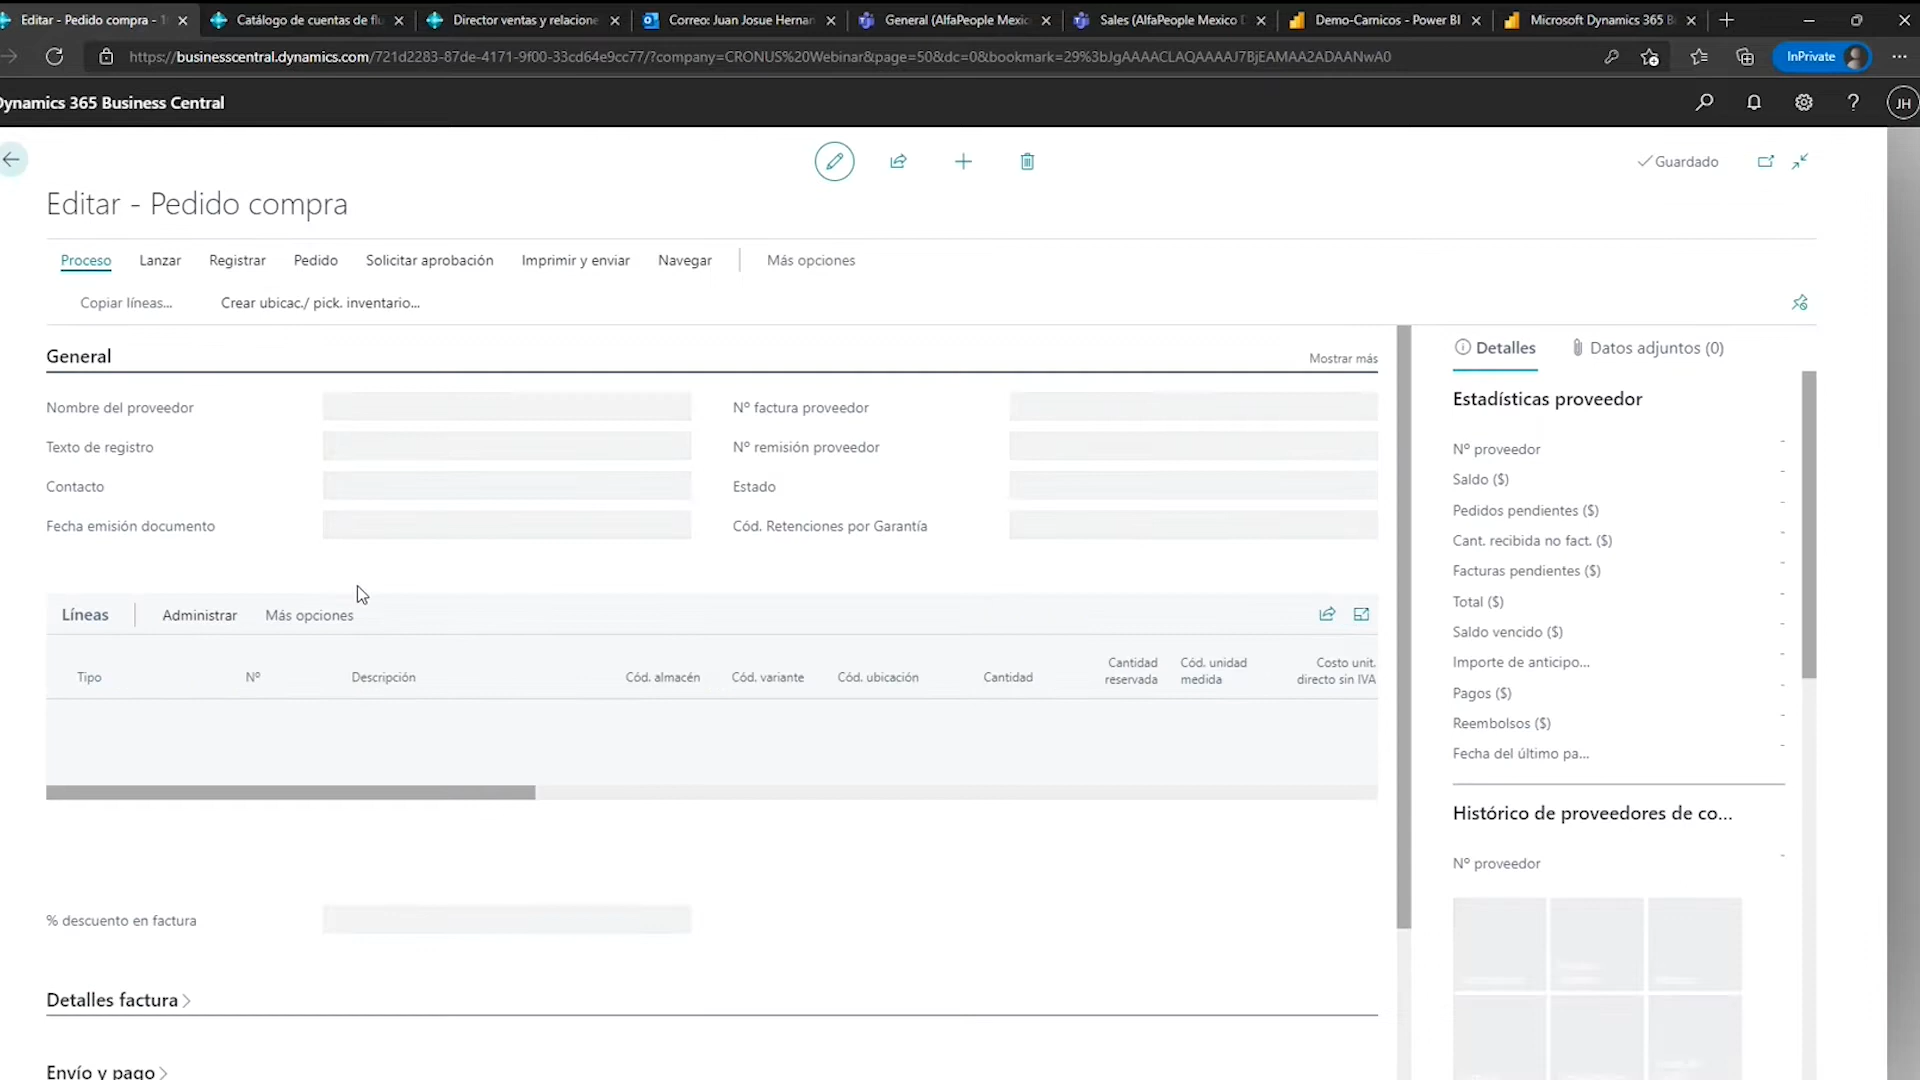 Editar - Pedido compra - 1
Catálogo de cuentas de flu
Director ventas y relacione
Correo: Juan Josue Hernan
General (AlfaPeople Mexic
Sales (AlfaPeople Mexico D
Demo-Carnicos - Power BI
Microsoft Dynamics 365 B
https://businesscentral.dynamics.com/721d2283-87de-4171-9f00-33cd64e9cc77/?company=CRONUS%20Webinar&page=50&dc=0&bookmark=29%3bJgAAAACLAQAAAAJ7BjEAMAA2ADAANwA0
InPrivate
Dynamics 365 Business Central
JH
Guardado
Editar - Pedido compra
Proceso
Lanzar
Registrar
Pedido
Solicitar aprobación
Imprimir y enviar
Navegar
Más opciones
Copiar líneas...
Crear ubicac./ pick. inventario...
General
Mostrar más
Nombre del proveedor
Texto de registro
Contacto
Fecha emisión documento
Nº factura proveedor
Nº remisión proveedor
Estado
Cód. Retenciones por Garantía
Líneas
Administrar
Más opciones
Tipo
Nº
Descripción
Cód. almacén
Cód. variante
Cód. ubicación
Cantidad
Cantidad
reservada
Cód. unidad
medida
Costo unit.
directo sin IVA
% descuento en factura
Detalles factura
Envío y pago
Detalles
Datos adjuntos (0)
Estadísticas proveedor
Nº proveedor
-
Saldo ($)
-
Pedidos pendientes ($)
-
Cant. recibida no fact. ($)
-
Facturas pendientes ($)
-
Total ($)
-
Saldo vencido ($)
-
Importe de anticipo...
-
Pagos ($)
-
Reembolsos ($)
-
Fecha del último pa...
-
Histórico de proveedores de co...
Nº proveedor
-